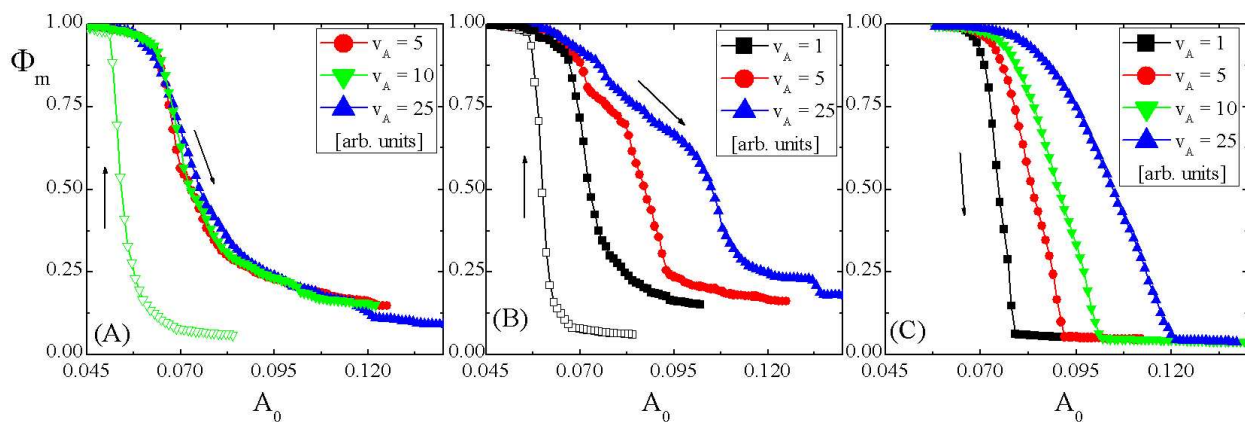 Φm
1.00
0.75
0.50
0.25
0.00
0.045
0.070
0.095
0.120
A0
(A)
vA = 5
vA = 10
vA = 25
[arb. units]
1.00
0.75
0.50
0.25
0.00
0.045
0.070
0.095
0.120
A0
(B)
vA = 1
vA = 5
vA = 25
[arb. units]
1.00
0.75
0.50
0.25
0.00
0.045
0.070
0.095
0.120
A0
(C)
vA = 1
vA = 5
vA = 10
vA = 25
[arb. units]